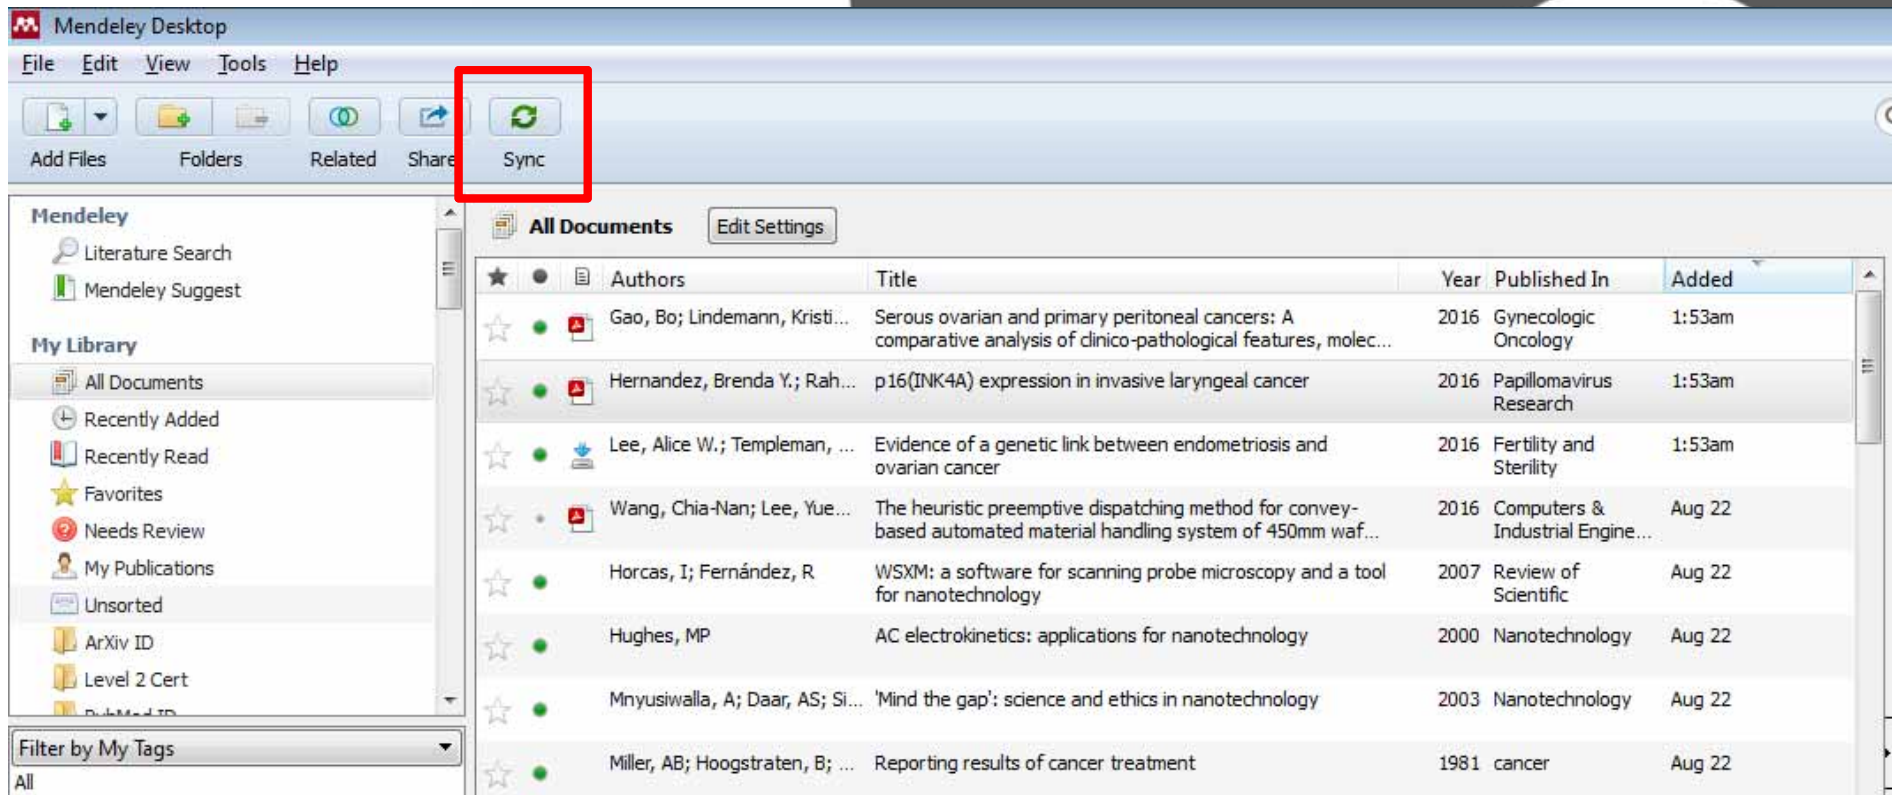 Mendeley Desktop
File Edit View Tools Help
Add Files Folders Related Share Sync
Mendeley
Literature Search
Mendeley Suggest
My Library
All Documents
Recently Added
Recently Read
Favorites
Needs Review
My Publications
Unsorted
ArXiv ID
Level 2 Cert
PubMed ID
Filter by My Tags
All
All Documents Edit Settings
Authors Title Year Published In Added
Gao, Bo; Lindemann, Kristi... Serous ovarian and primary peritoneal cancers: A 2016 Gynecologic 1:53am
comparative analysis of clinico-pathological features, molec... Oncology
Hernandez, Brenda Y.; Rah... p16(INK4A) expression in invasive laryngeal cancer 2016 Papillomavirus 1:53am
Research
Lee, Alice W.; Templeman, ... Evidence of a genetic link between endometriosis and 2016 Fertility and 1:53am
ovarian cancer Sterility
Wang, Chia-Nan; Lee, Yue... The heuristic preemptive dispatching method for convey- 2016 Computers & Aug 22
based automated material handling system of 450mm waf... Industrial Engine...
Horcas, I; Fernández, R WSXM: a software for scanning probe microscopy and a tool 2007 Review of Aug 22
for nanotechnology Scientific
Hughes, MP AC electrokinetics: applications for nanotechnology 2000 Nanotechnology Aug 22
Mnyusiwalla, A; Daar, AS; Si... 'Mind the gap': science and ethics in nanotechnology 2003 Nanotechnology Aug 22
Miller, AB; Hoogstraten, B; ... Reporting results of cancer treatment 1981 cancer Aug 22